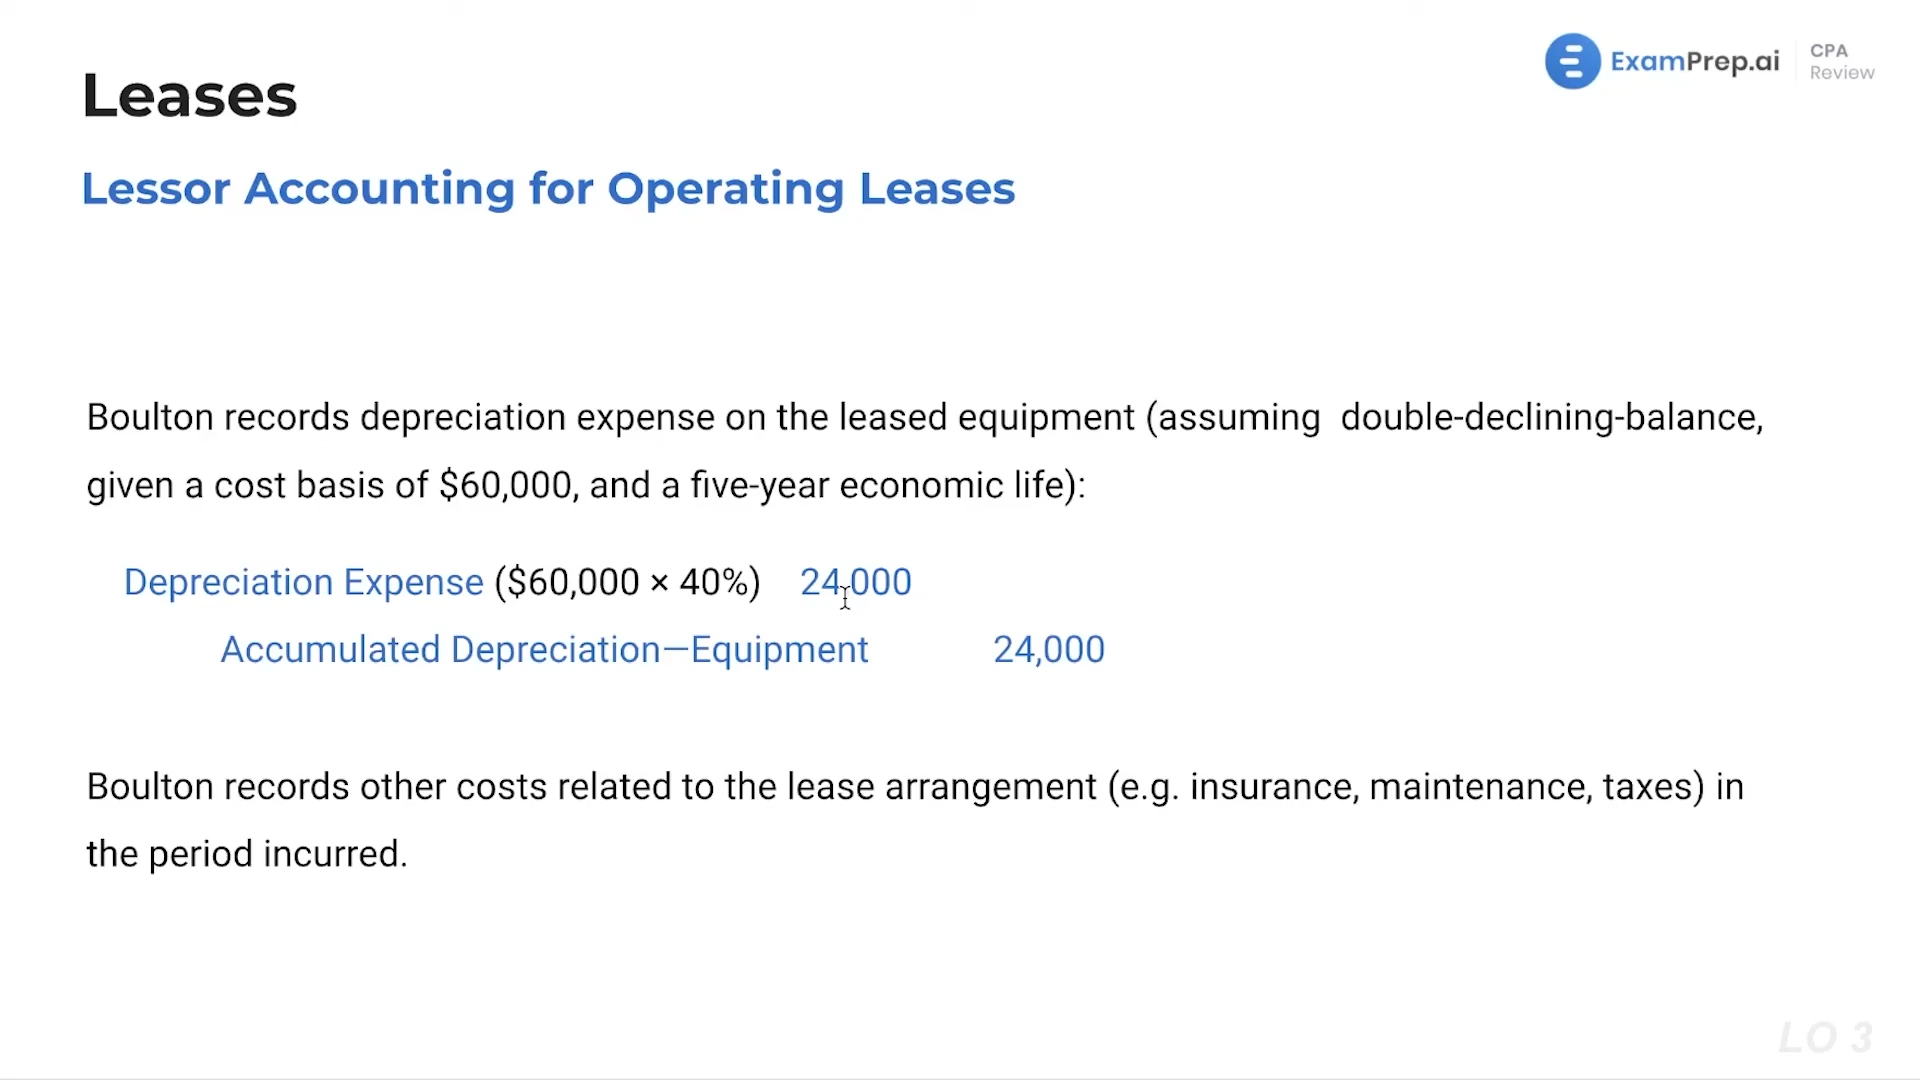 Leases
ExamPrep.ai
CPA
Review
Lessor Accounting for Operating Leases
Boulton records depreciation expense on the leased equipment (assuming  double-declining-balance,
given a cost basis of $60,000, and a five-year economic life):
Depreciation Expense ($60,000 × 40%) 24,000
Accumulated Depreciation—Equipment 24,000
Boulton records other costs related to the lease arrangement (e.g. insurance, maintenance, taxes) in
the period incurred.
LO 3